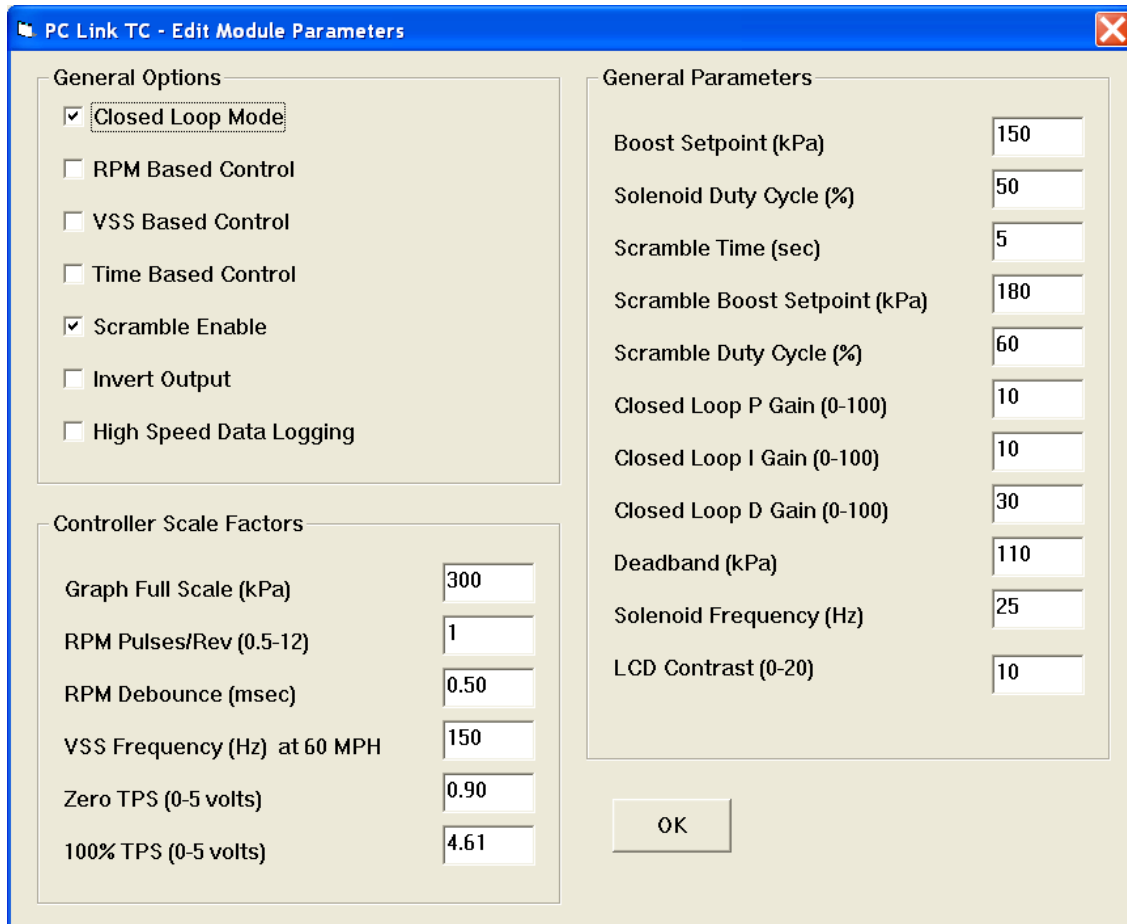 PC Link TC - Edit Module Parameters
General Options
Closed Loop Mode
RPM Based Control
VSS Based Control
Time Based Control
Scramble Enable
Invert Output
High Speed Data Logging
Controller Scale Factors
Graph Full Scale (kPa) 300
RPM Pulses/Rev (0.5-12) 1
RPM Debounce (msec) 0.50
VSS Frequency (Hz) at 60 MPH 150
Zero TPS (0-5 volts) 0.90
100% TPS (0-5 volts) 4.61
General Parameters
Boost Setpoint (kPa) 150
Solenoid Duty Cycle (%) 50
Scramble Time (sec) 5
Scramble Boost Setpoint (kPa) 180
Scramble Duty Cycle (%) 60
Closed Loop P Gain (0-100) 10
Closed Loop I Gain (0-100) 10
Closed Loop D Gain (0-100) 30
Deadband (kPa) 110
Solenoid Frequency (Hz) 25
LCD Contrast (0-20) 10
OK